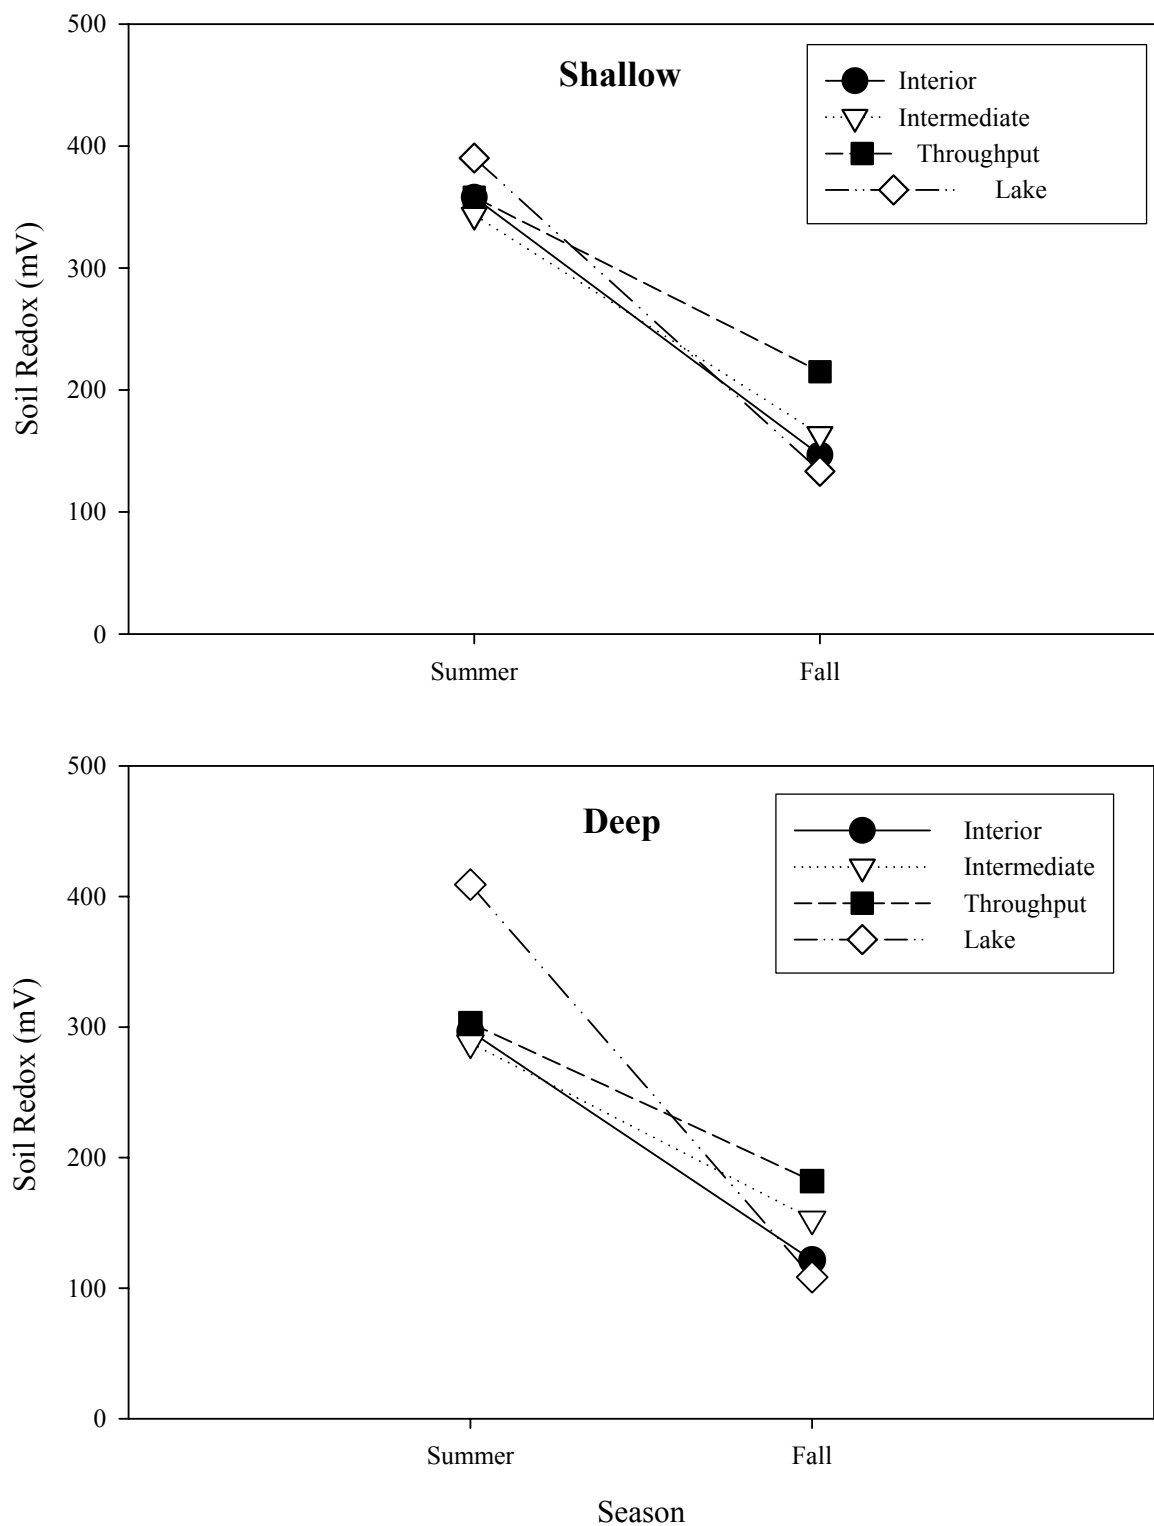 500
Shallow
Interior
Intermediate
Throughput
Lake
400
300
200
100
0
Soil Redox (mV)
Summer
Fall
500
Deep
Interior
Intermediate
Throughput
Lake
400
300
200
100
0
Soil Redox (mV)
Summer
Fall
Season